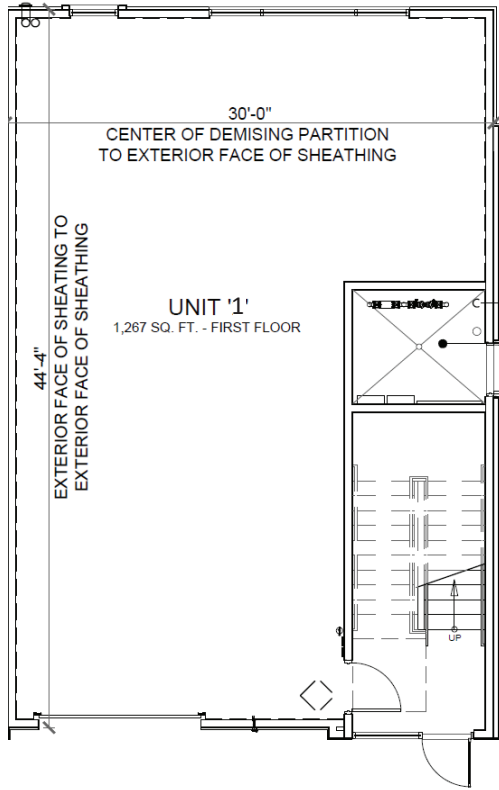 30'-0"
CENTER OF DEMISING PARTITION
TO EXTERIOR FACE OF SHEATHING
44'-4"
EXTERIOR FACE OF SHEATING TO
EXTERIOR FACE OF SHEATHING
UNIT '1'
1,267 SQ. FT. - FIRST FLOOR
C
UP